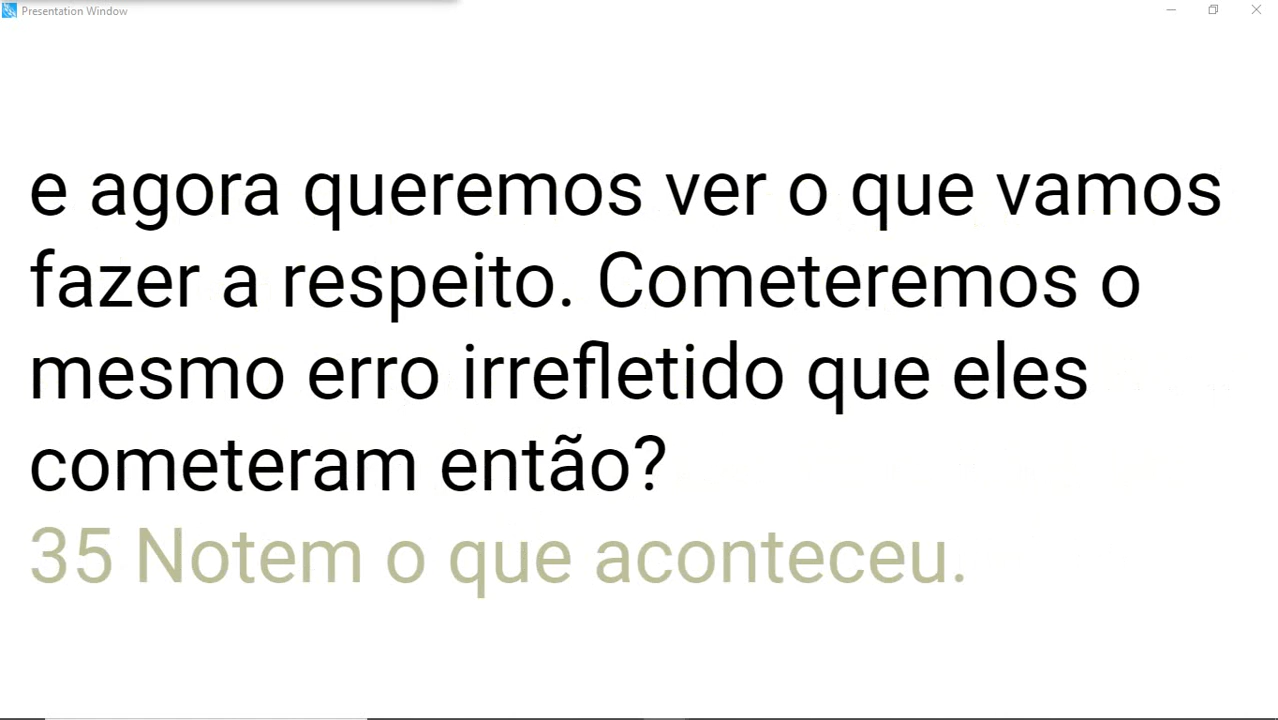 Presentation Window
e agora queremos ver o que vamos
fazer a respeito. Cometeremos o
mesmo erro irrefletido que eles
cometeram então?
35 Notem o que aconteceu.